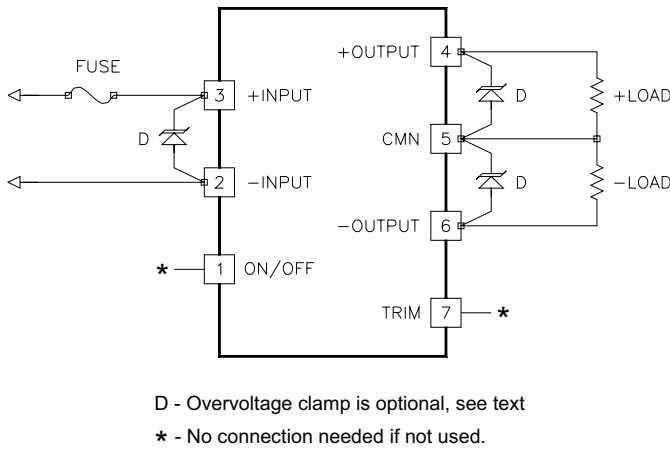 +OUTPUT 4
FUSE
3 +INPUT
D
+LOAD
D
CMN 5
2 -INPUT
D
-LOAD
-OUTPUT 6
* 1 ON/OFF
TRIM 7 *
D - Overvoltage clamp is optional, see text
* - No connection needed if not used.